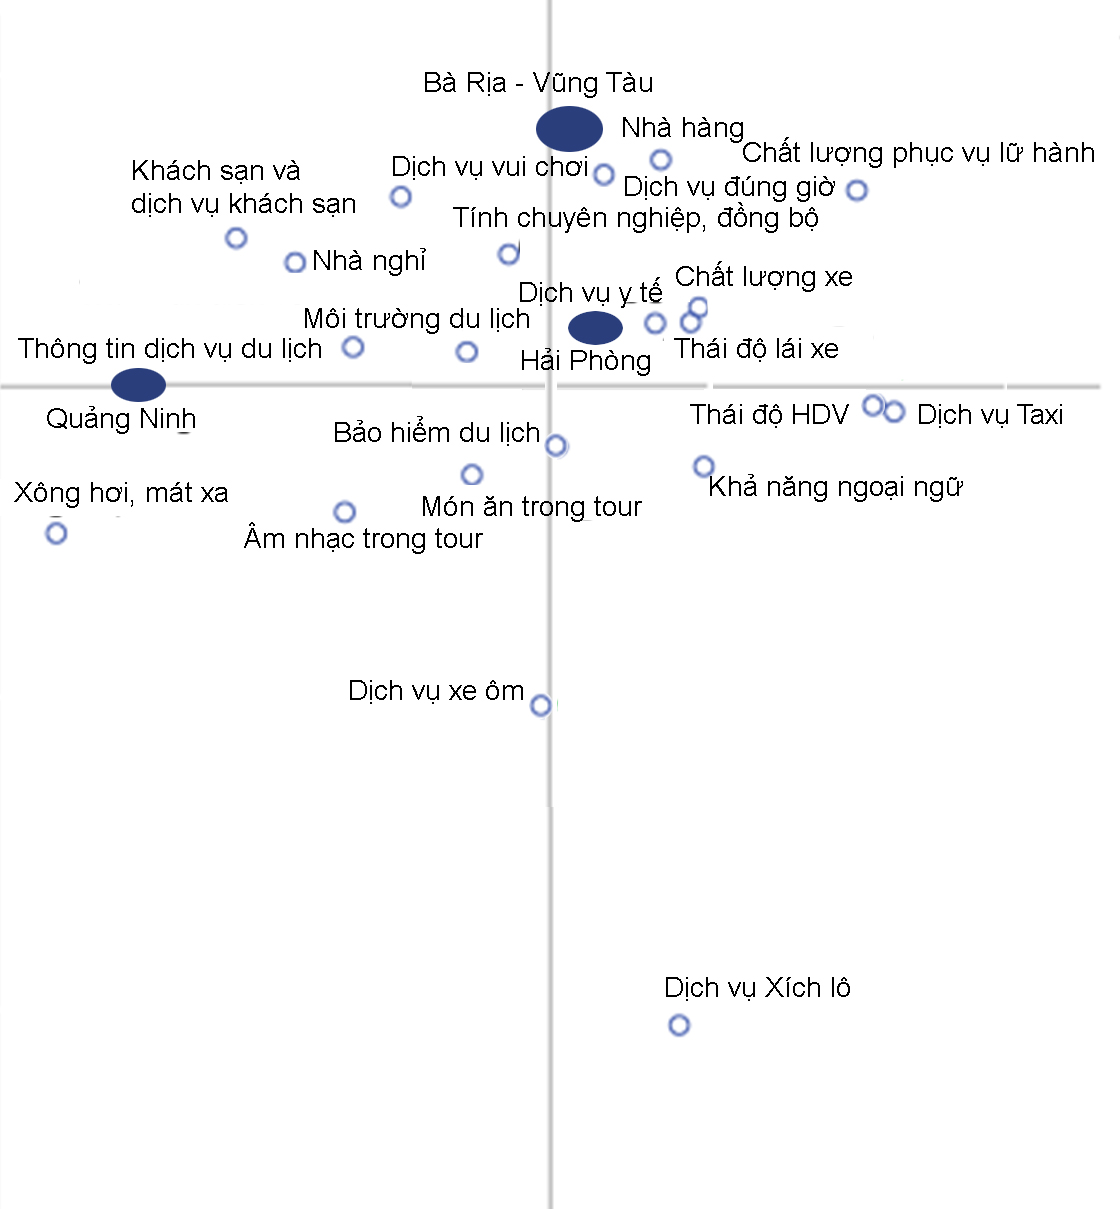 Bà Rịa - Vũng Tàu
Nhà hàng
Chất lượng phục vụ lữ hành
Dịch vụ vui chơi
Khách sạn và
dịch vụ khách sạn
Dịch vụ đúng giờ
Tính chuyên nghiệp, đồng bộ
Nhà nghỉ
Chất lượng xe
Dịch vụ y tế
Môi trường du lịch
Thông tin dịch vụ du lịch
Thái độ lái xe
Hải Phòng
Quảng Ninh
Thái độ HDV
Dịch vụ Taxi
Bảo hiểm du lịch
Khả năng ngoại ngữ
Xông hơi, mát xa
Món ăn trong tour
Âm nhạc trong tour
Dịch vụ xe ôm
Dịch vụ Xích lô